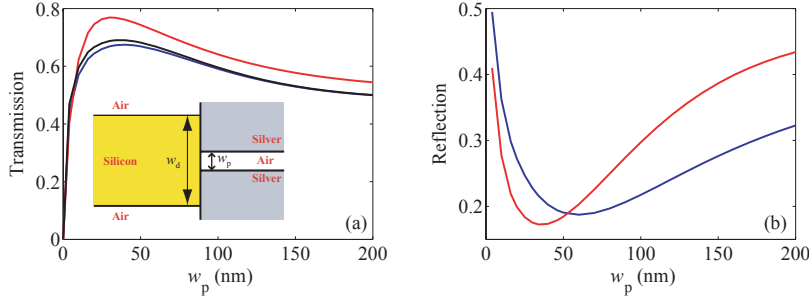 0.8
0.6
0.4
0.2
0
Transmission
Air
Silicon
w_d
Air
Silver
w_p
Air
Silver
(a)
0 50 100 150 200
w_p (nm)
0.5
0.4
0.3
0.2
Reflection
(b)
0 50 100 150 200
w_p (nm)